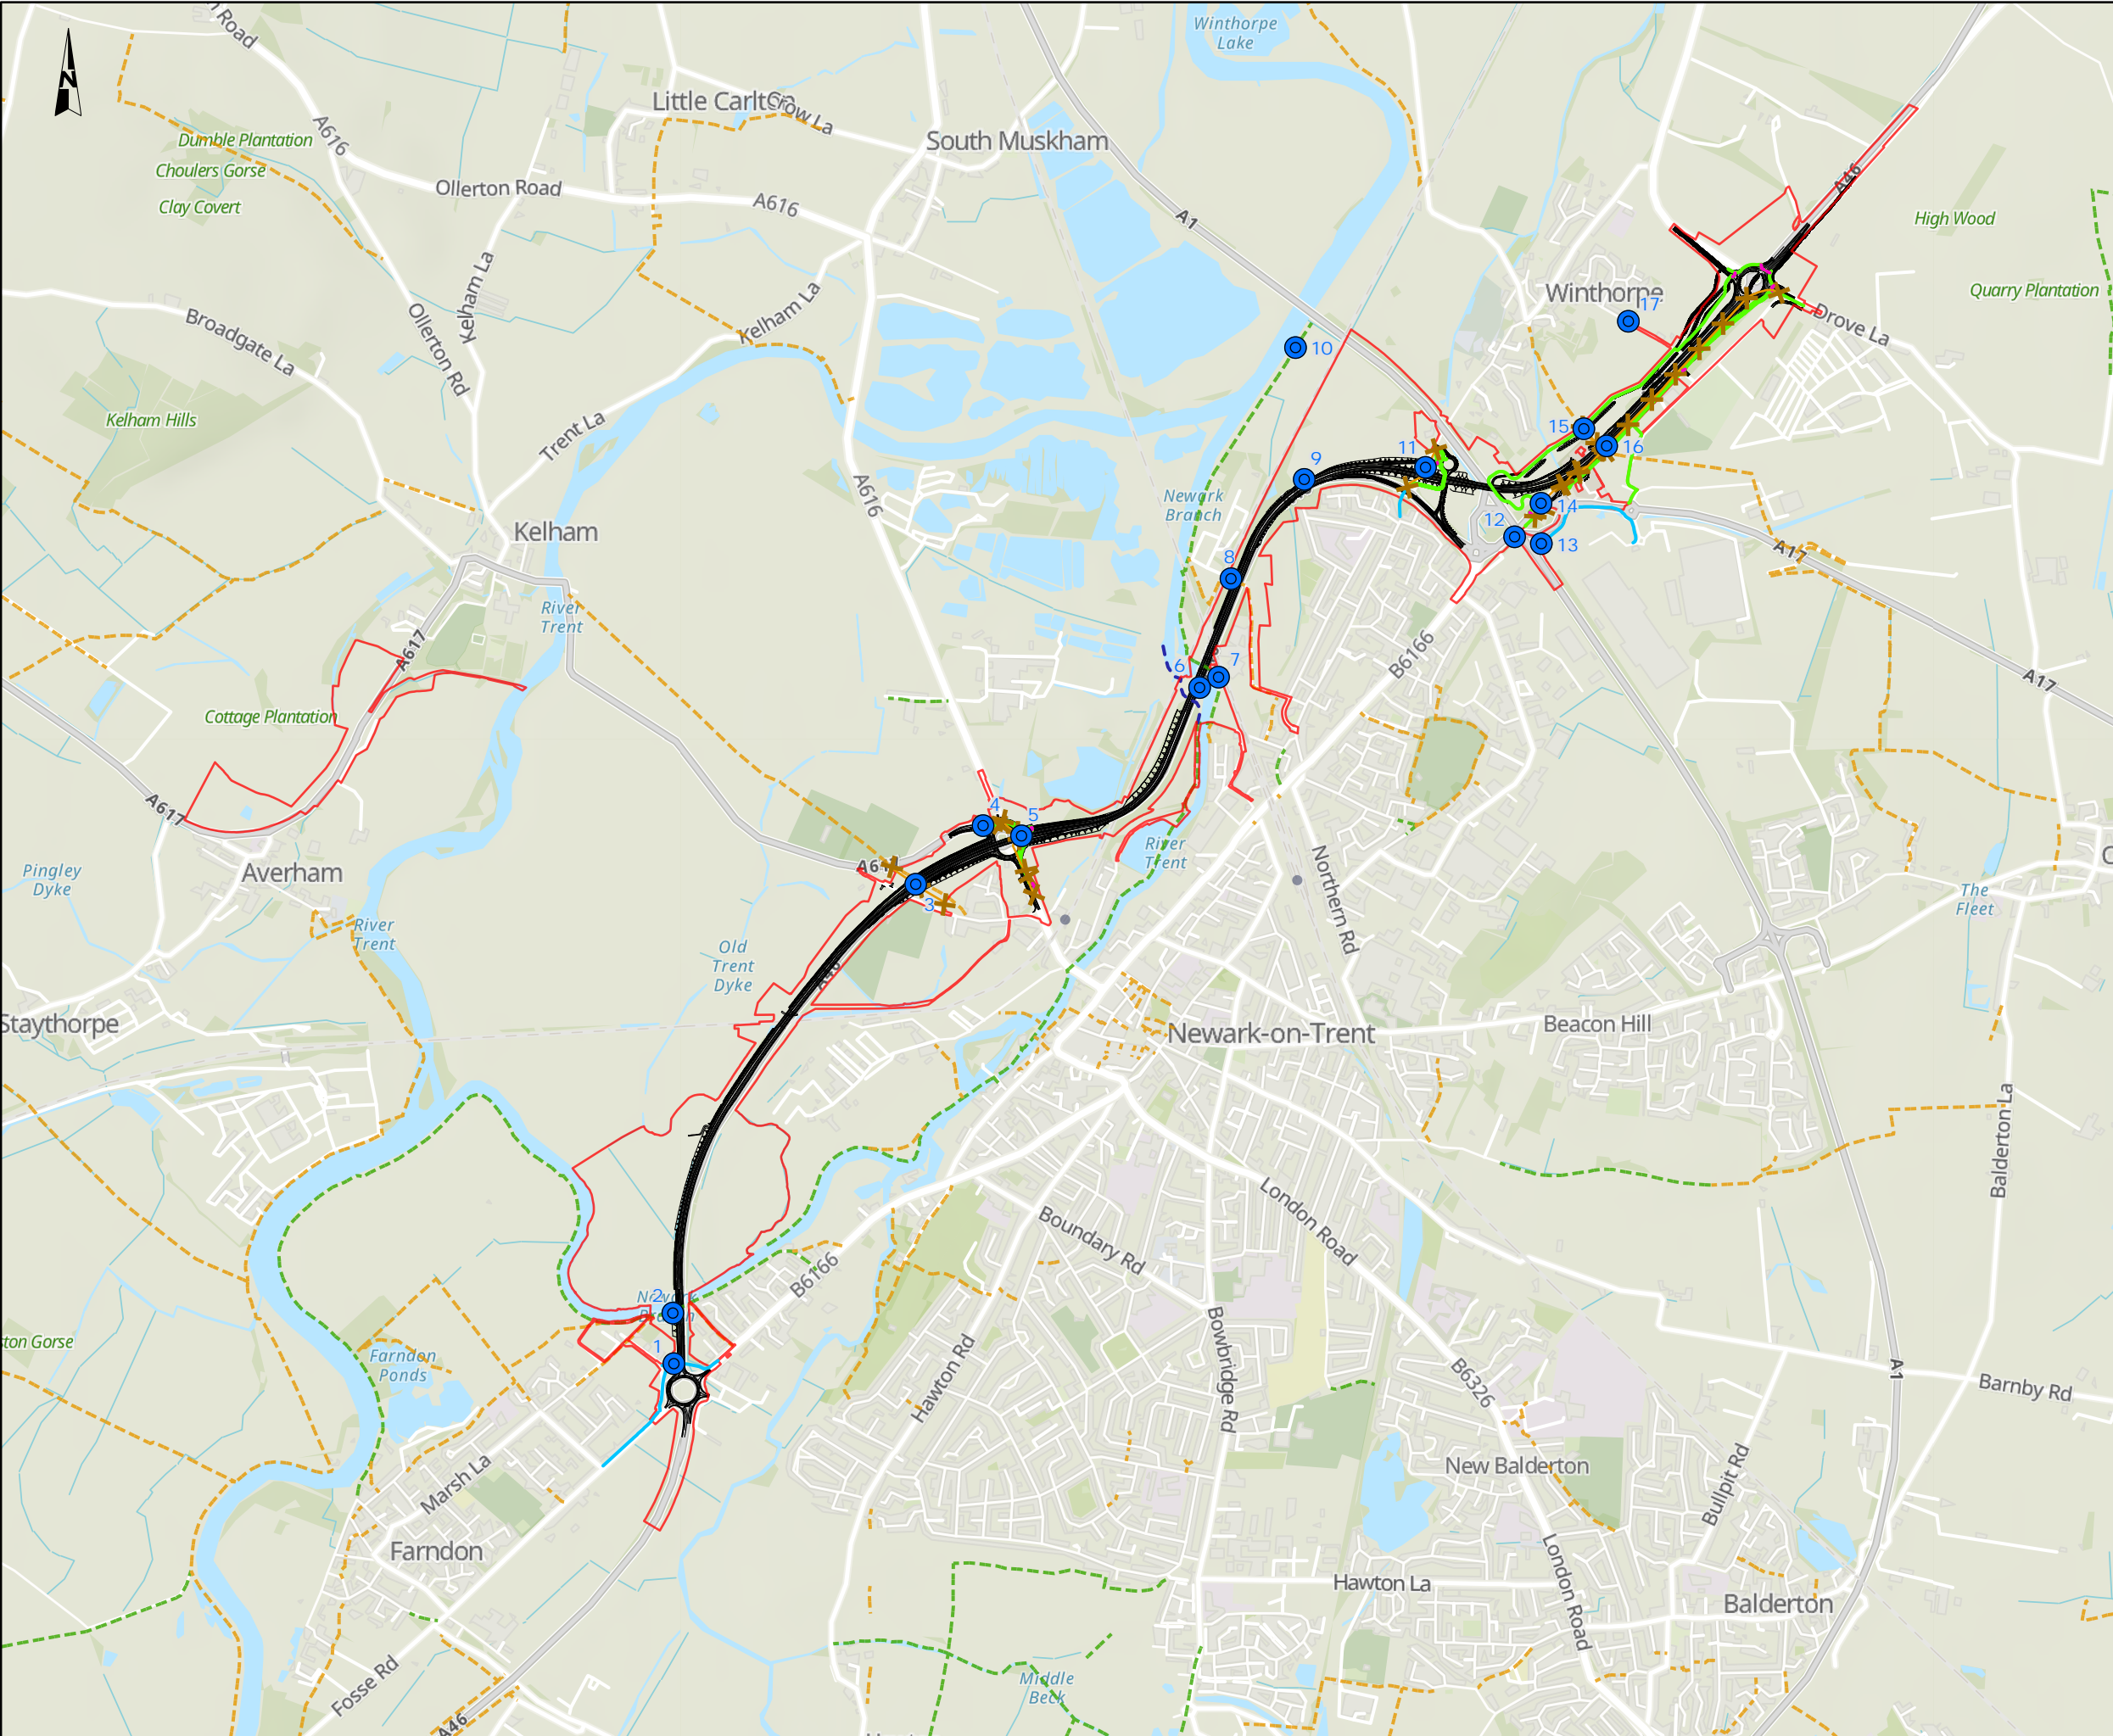 Winthorpe
Lake
Road
N
Little Carlton
Crow La
South Muskham
A616
Dumble Plantation
Choulers Gorse
Clay Covert
Ollerton Road
A616
A1
A46
High Wood
Kelham La
Winthorpe
17
Quarry Plantation
Drove La
Broadgate La
Ollerton Rd
Kelham La
10
Kelham Hills
Trent La
15
16
11
9
A616
Newark
Branch
14
12
13
Kelham
A17
8
River
Trent
A617
B6166
6
7
A17
Cottage Plantation
A617
4
5
River
Trent
Pingley
Dyke
Averham
3
Northern Rd
The
Fleet
River
Trent
Old
Trent
Dyke
A46
Staythorpe
Newark-on-Trent
Beacon Hill
Balderton La
London Road
Boundary Rd
B6166
2
1
Farndon
Ponds
Hawton Rd
Bowbridge Rd
B6326
A1
Barnby Rd
Marsh La
New Balderton
Bullpit Rd
Farndon
Hawton La
London Road
Balderton
Fosse Rd
Middle
Beck
A46